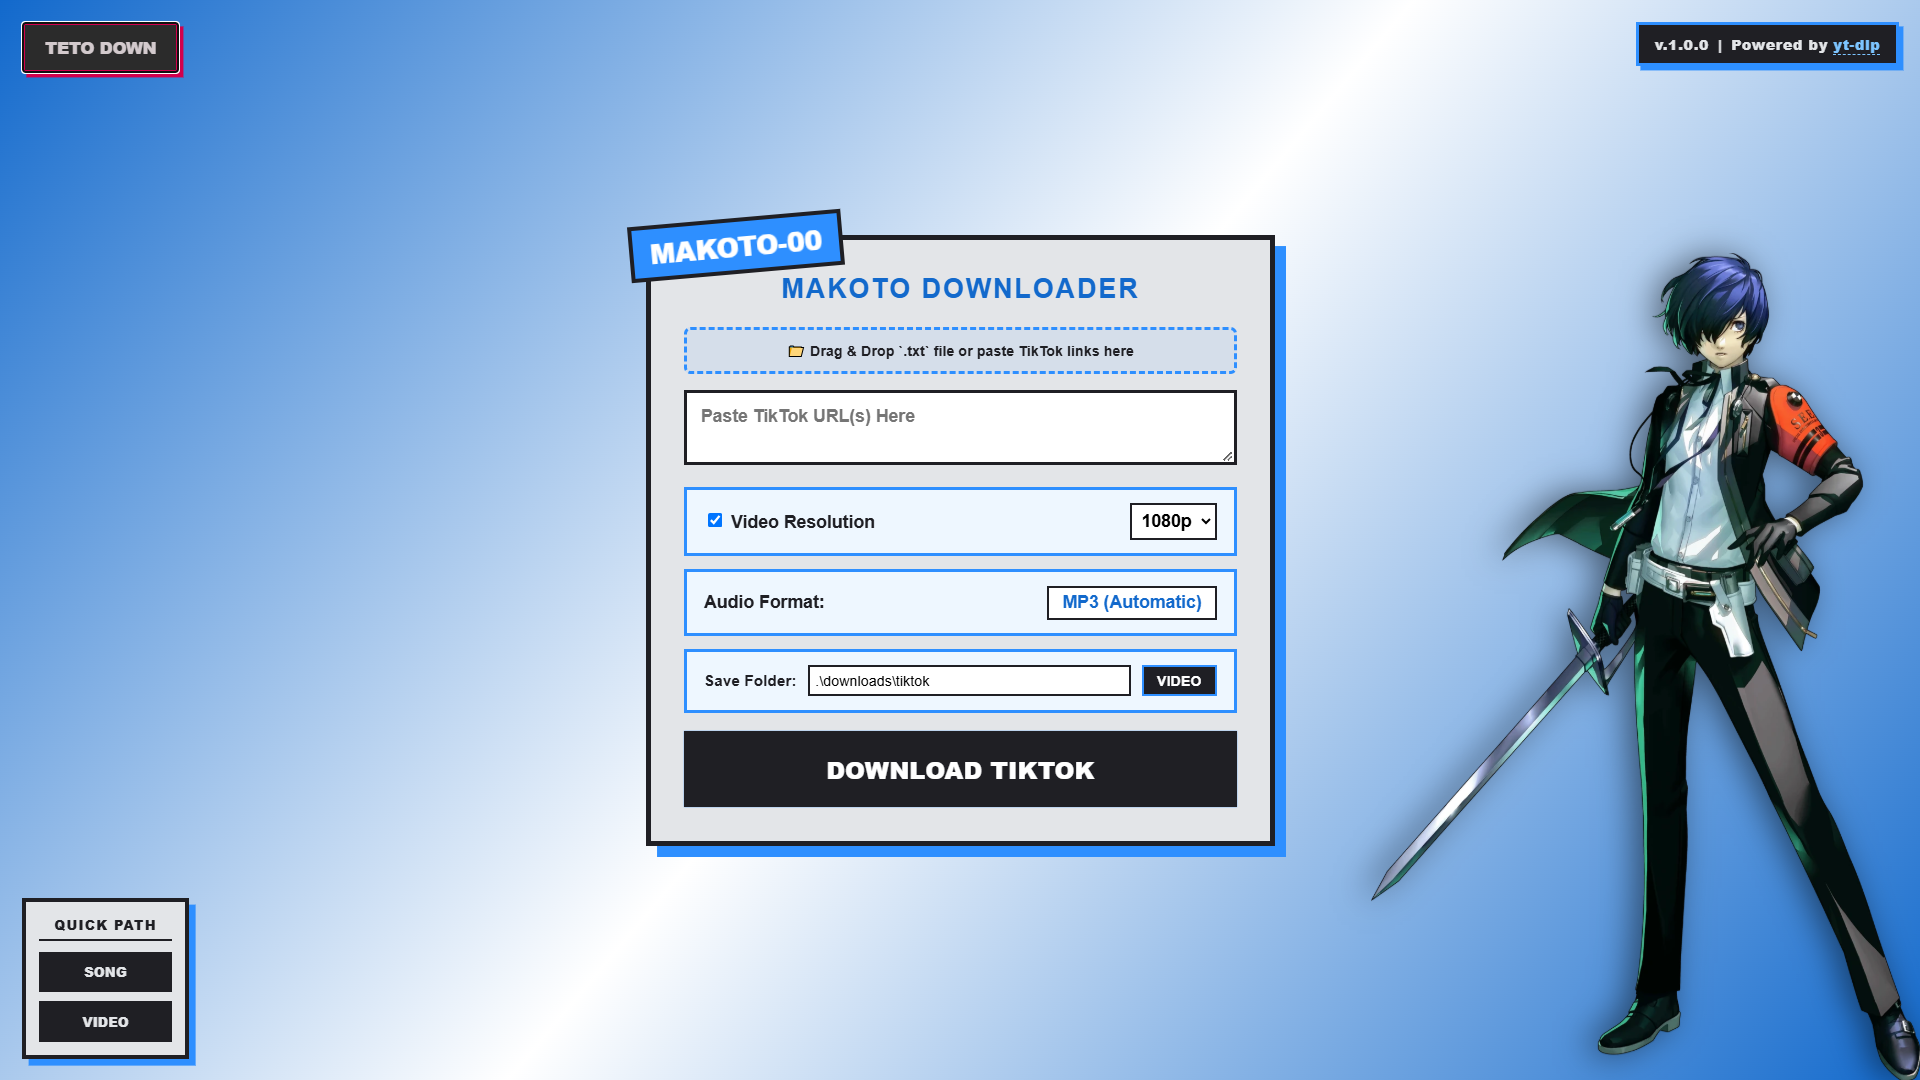 TETO DOWN
v.1.0.0 | Powered by yt-dlp
MAKOTO-00
MAKOTO DOWNLOADER
Drag & Drop `.txt` file or paste TikTok links here
Paste TikTok URL(s) Here
Video Resolution
1080p
Audio Format:
MP3 (Automatic)
Save Folder:
.\downloads\tiktok
VIDEO
DOWNLOAD TIKTOK
QUICK PATH
SONG
VIDEO